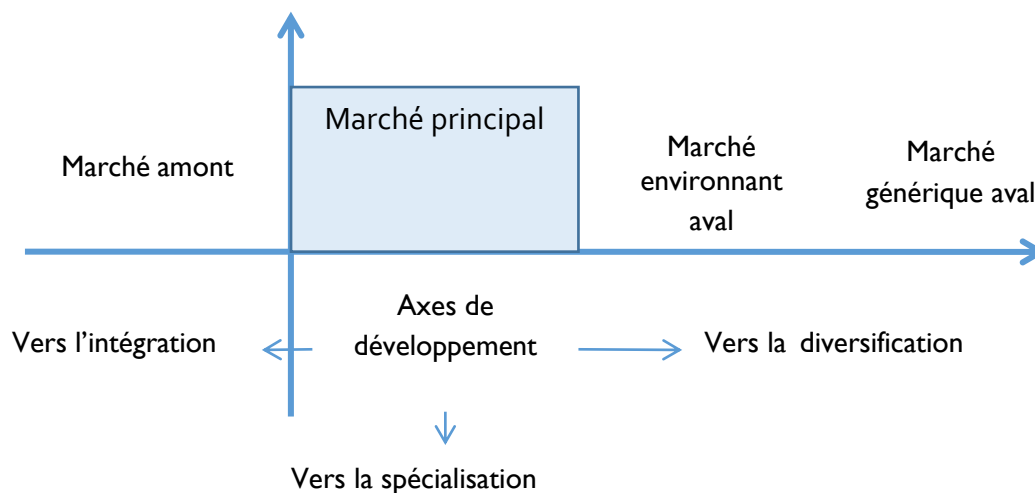 Marché principal
Marché amont
Marché
environnant
aval
Marché
générique aval
Axes de
développement
Vers l'intégration
Vers la diversification
Vers la spécialisation